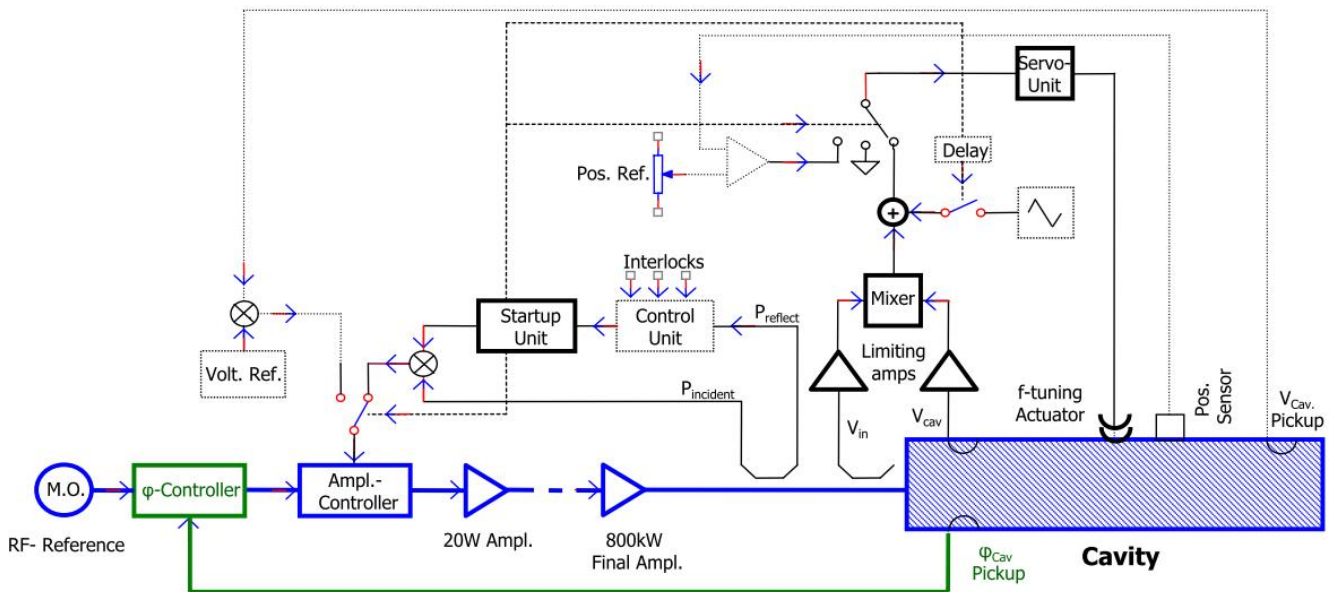 Servo-
Unit
Delay
Pos. Ref.
+
Interlocks
Mixer
Startup
Unit
Control
Unit
P_reflect
Limiting
amps
Volt. Ref.
P_incident
f-tuning
Actuator
Pos.
Sensor
V_Cav.
Pickup
V_in
V_cav
M.O.
φ-Controller
Ampl.-
Controller
RF- Reference
20W Ampl.
800kW
Final Ampl.
φ_Cav
Pickup
Cavity